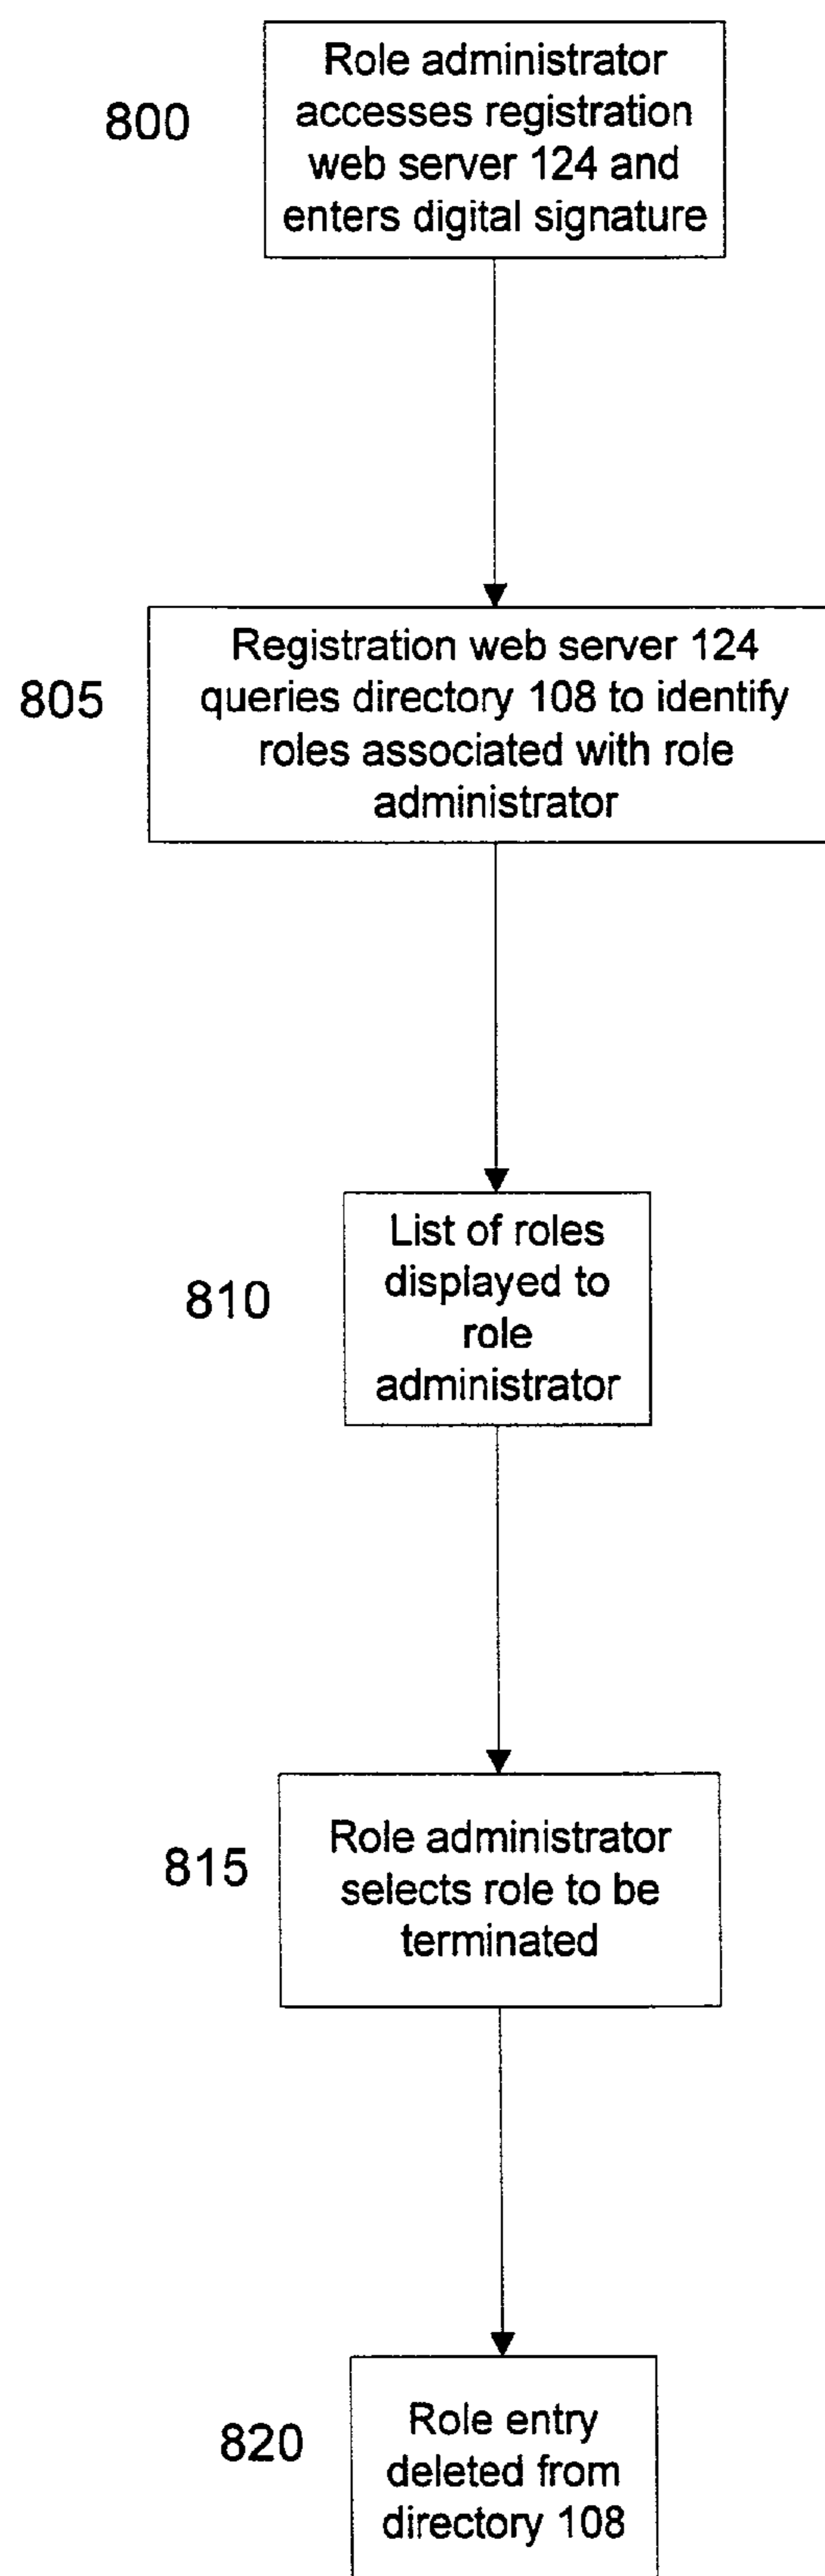 800
Role administrator
accesses registration
web server 124 and
enters digital signature
805
Registration web server 124
queries directory 108 to identify
roles associated with role
administrator
810
List of roles
displayed to
role
administrator
815
Role administrator
selects role to be
terminated
820
Role entry
deleted from
directory 108